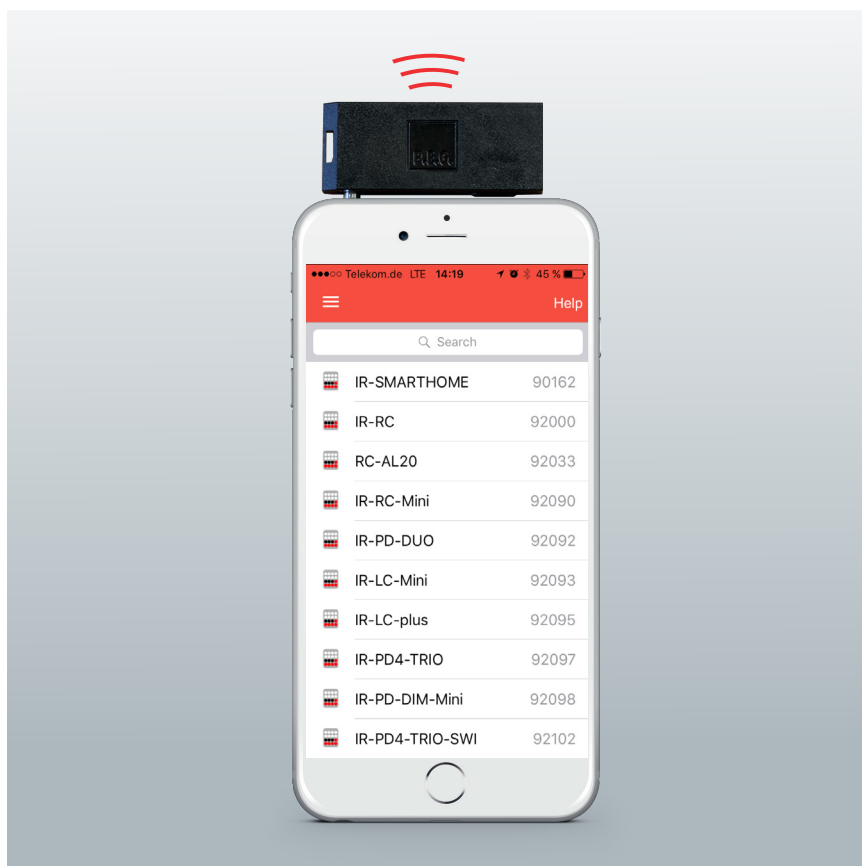 B.E.G.
Telekom.de LTE 14:19 45 %
Help
Search
IR-SMARTHOME 90162
IR-RC 92000
RC-AL20 92033
IR-RC-Mini 92090
IR-PD-DUO 92092
IR-LC-Mini 92093
IR-LC-plus 92095
IR-PD4-TRIO 92097
IR-PD-DIM-Mini 92098
IR-PD4-TRIO-SWI 92102